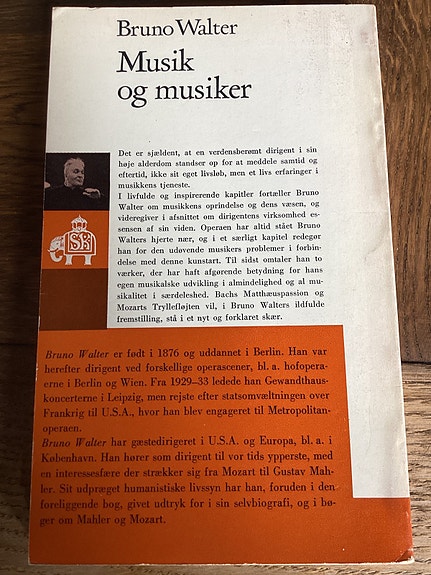 Bruno Walter
Musik
og musiker
Det er sjældent, at en verdensberømt dirigent i sin
høje alderdom standser op for at meddele samtid og
eftertid, ikke sit eget livsløb, men et livs erfaringer i
musikkens tjeneste.
I livfulde og inspirerende kapitler fortæller Bruno
Walter om musikkens oprindelse og dens væsen, og
videregiver i afsnittet om dirigentens virksomhed es-
sensen af sin viden. Operaen har altid stået Bruno
Walters hjerte nær, og i et særligt kapitel redegør
han for den udøvende musikers problemer i forbin-
delse med denne kunstart. Til sidst omtaler han to
værker, der har haft afgørende betydning for hans
egen musikalske udvikling i almindelighed og al mu-
sikalitet i særdeleshed. Bachs Matthæuspassion og
Mozarts Tryllefløjten vil, i Bruno Walters ildfulde
fremstilling, stå i et nyt og forklaret skær.
SB
Bruno Walter er født i 1876 og uddannet i Berlin. Han var
herefter dirigent ved forskellige operascener, bl. a. hofoper-
aerne i Berlin og Wien. Fra 1929-33 ledede han Gewandthaus-
koncerterne i Leipzig, men rejste efter statsomvæltningen over
Frankrig til U.S.A., hvor han blev engageret til Metropolitan-
operaen.
Bruno Walter har gæstedirigeret i U.S.A. og Europa, bl. a. i
København. Han hører som dirigent til vor tids ypperste, med
en interessesfære der strækker sig fra Mozart til Gustav Mah-
ler. Sit udpræget humanistiske livssyn har han, foruden i den
foreliggende bog, givet udtryk for i sin selvbiografi, og i bø-
ger om Mahler og Mozart.